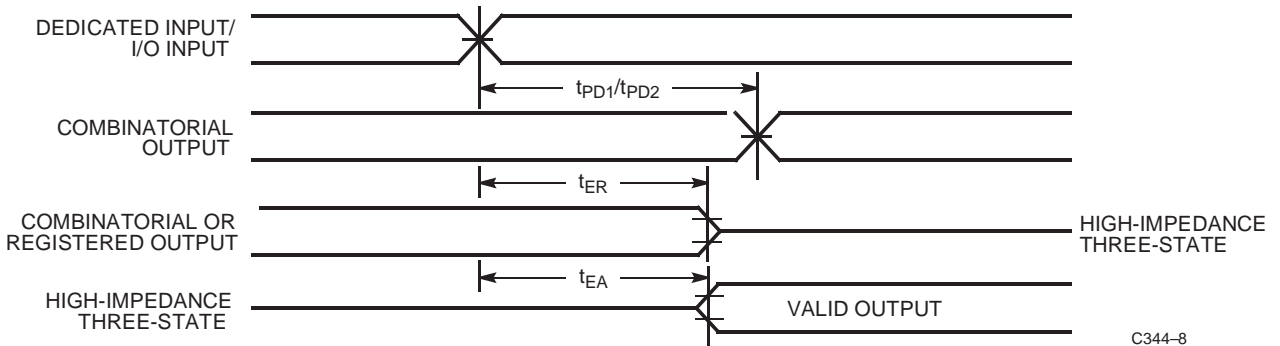 DEDICATED INPUT/
I/O INPUT
tPD1/tPD2
COMBINATORIAL
OUTPUT
tER
COMBINATORIAL OR
REGISTERED OUTPUT
HIGH-IMPEDANCE
THREE-STATE
tEA
HIGH-IMPEDANCE
THREE-STATE
VALID OUTPUT
C344–8